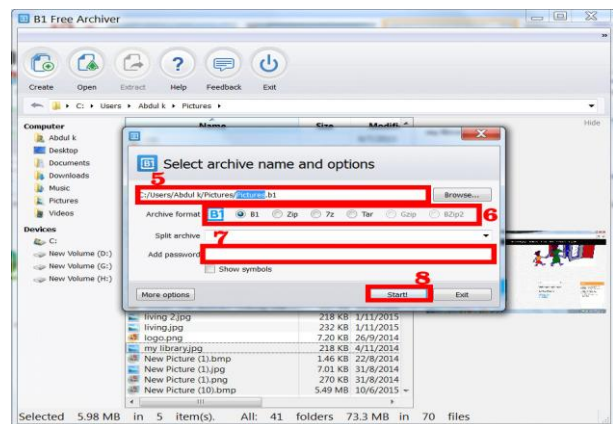 B1 Free Archiver
»
Create Open Extract Help Feedback Exit
C: ▸ Users ▸ Abdul k ▸ Pictures ▸
Hide
Computer
Name Size Modifi
Abdul k
Desktop
Documents
Downloads
Music
Pictures
Videos
Devices
C:
New Volume (D:)
New Volume (G:)
New Volume (H:)
B1 Select archive name and options
5
C:/Users/Abdul k/Pictures/Pictures.b1 Browse...
Archive format B1 B1 Zip 7z Tar Gzip BZip2 6
Split archive 7
Add password
Show symbols
8
More options Start! Exit
living 2.jpg 218 KB 1/11/2015
living.jpg 232 KB 1/11/2015
logo.png 7.20 KB 26/9/2014
my library.jpg 218 KB 4/11/2014
New Picture (1).bmp 1.46 KB 22/8/2014
New Picture (1).jpg 7.01 KB 31/8/2014
New Picture (1).png 270 KB 31/8/2014
New Picture (10).bmp 5.49 MB 10/6/2015
Selected 5.98 MB in 5 item(s). All: 41 folders 73.3 MB in 70 files